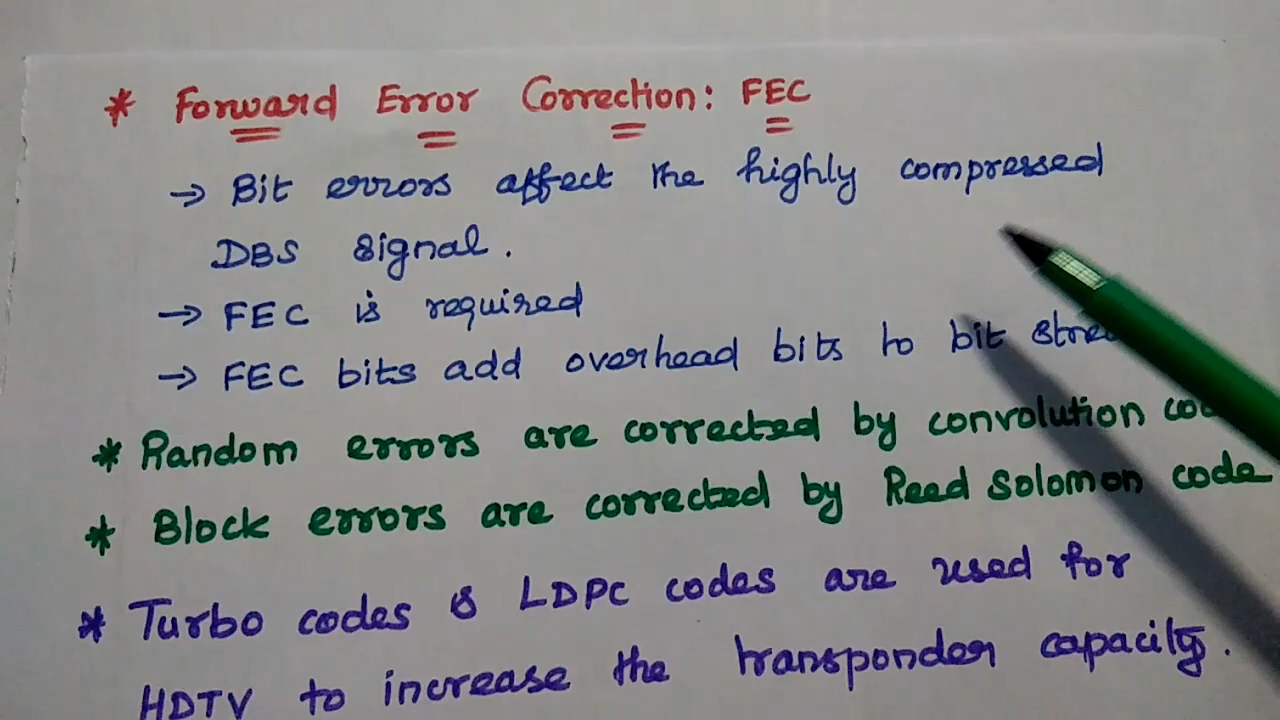 * Forward Error Correction: FEC
→ Bit errors affect the highly compressed
DBS signal.
→ FEC is required
→ FEC bits add overhead bits to bit
* Random errors are corrected by convolution
* Block errors are corrected by Reed Solomon code
* Turbo codes & LDPC codes are used for
HDTV to increase the transponder capacity.